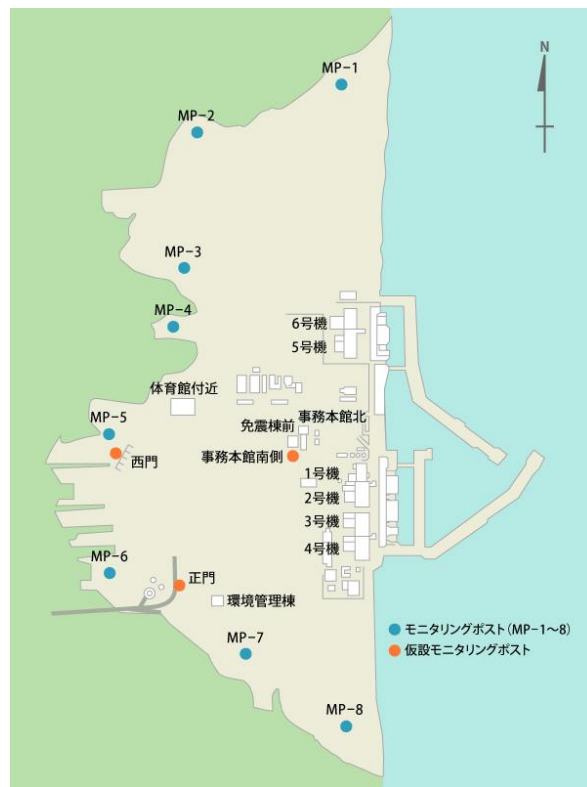 N
MP-1
MP-2
MP-3
MP-4
6号機
5号機
体育館付近
事務本館北
免震棟前
MP-5
事務本館南側
西門
1号機
2号機
3号機
4号機
MP-6
正門
環境管理棟
モニタリングポスト(MP-1〜8)
仮設モニタリングポスト
MP-7
MP-8